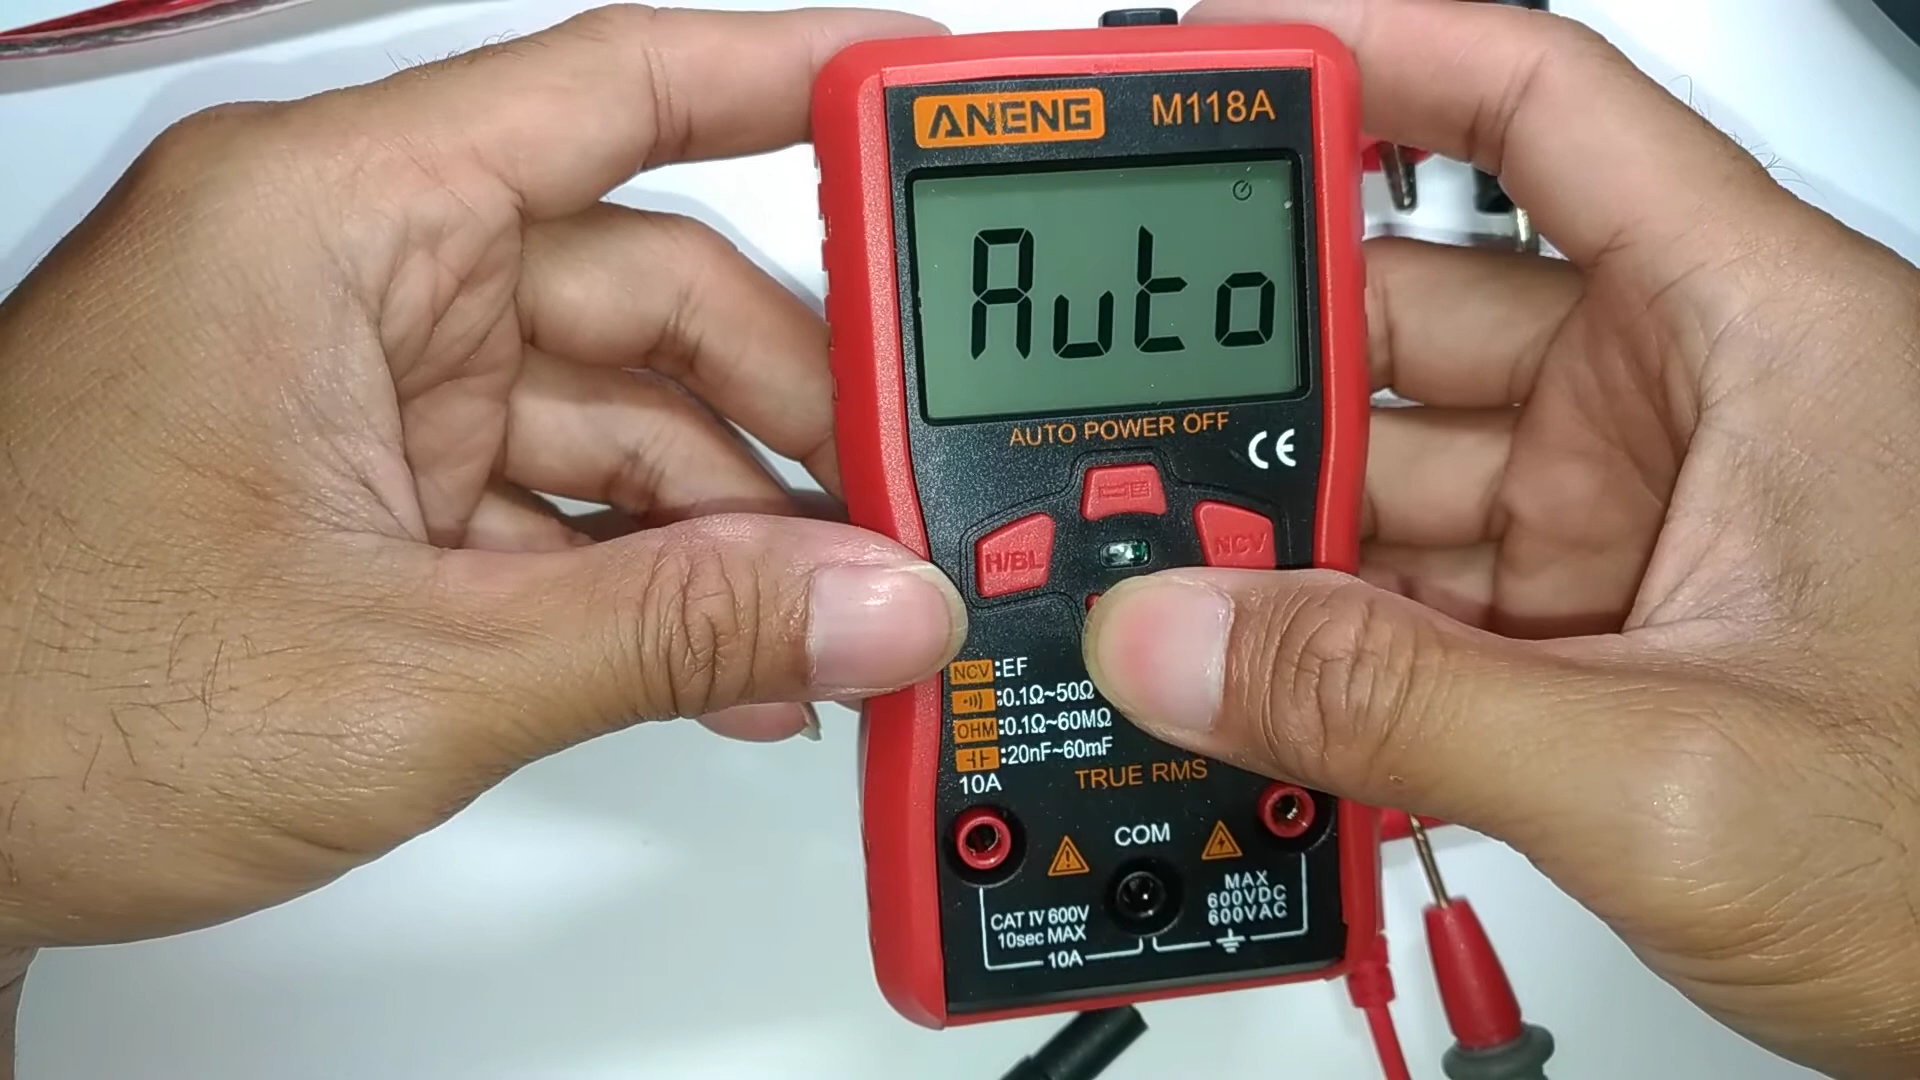 ANENG M118A
Auto
AUTO POWER OFF
CE
H/BL
NCV
NCV :EF
:0.1Ω~50Ω
OHM :0.1Ω~60MΩ
:20nF~60mF
10A
TRUE RMS
COM
MAX
600VDC
600VAC
CAT IV 600V
10sec MAX
10A